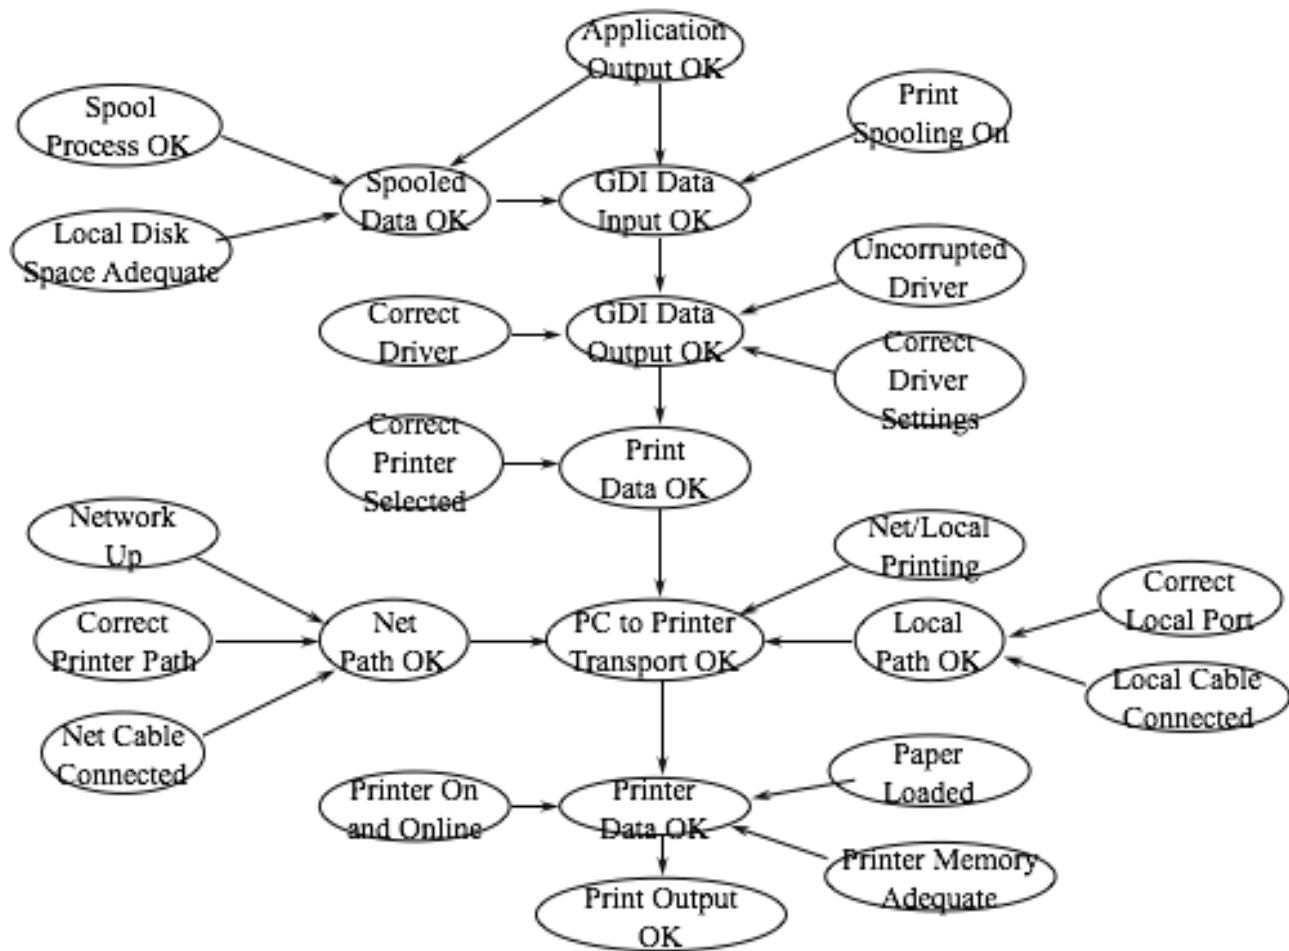 Application
Output OK
Spool
Process OK
Print
Spooling On
Spooled
Data OK
GDI Data
Input OK
Local Disk
Space Adequate
Uncorrupted
Driver
Correct
Driver
GDI Data
Output OK
Correct
Driver
Settings
Correct
Printer
Selected
Print
Data OK
Network
Up
Net/Local
Printing
Correct
Local Port
Correct
Printer Path
Net
Path OK
PC to Printer
Transport OK
Local
Path OK
Local Cable
Connected
Net Cable
Connected
Paper
Loaded
Printer On
and Online
Printer
Data OK
Printer Memory
Adequate
Print Output
OK